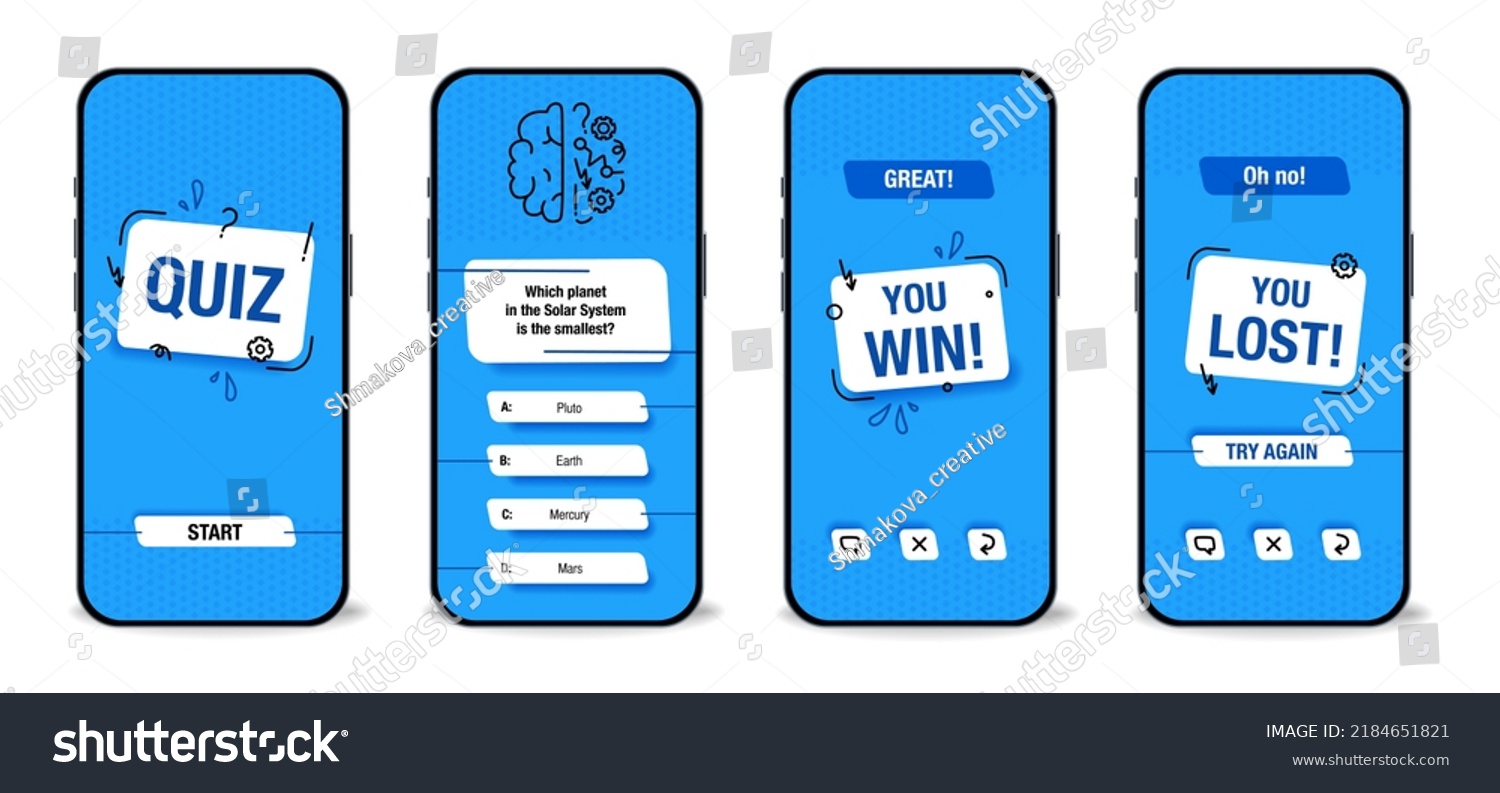 QUIZ
START
Which planet
in the Solar System
is the smallest?
A: Pluto
B: Earth
C: Mercury
D: Mars
GREAT!
YOU
WIN!
Oh no!
YOU
LOST!
TRY AGAIN
shutterstock
shutterstock
shutterstock
shutterstock
shutterstock
Shmakova_creative
Shmakova_creative
shutterstock®
IMAGE ID: 2184651821
www.shutterstock.com